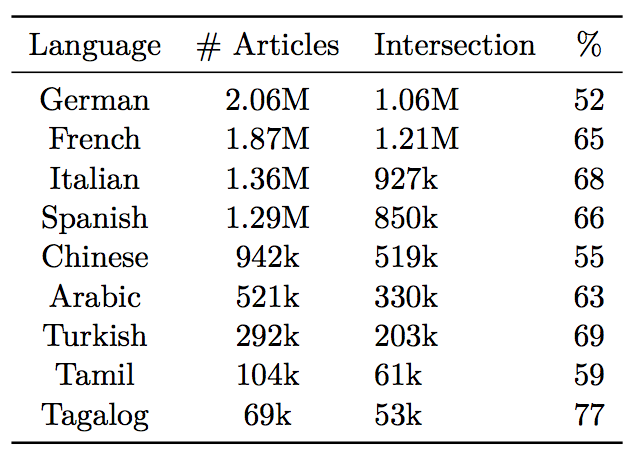 Language # Articles Intersection %
German 2.06M 1.06M 52
French 1.87M 1.21M 65
Italian 1.36M 927k 68
Spanish 1.29M 850k 66
Chinese 942k 519k 55
Arabic 521k 330k 63
Turkish 292k 203k 69
Tamil 104k 61k 59
Tagalog 69k 53k 77